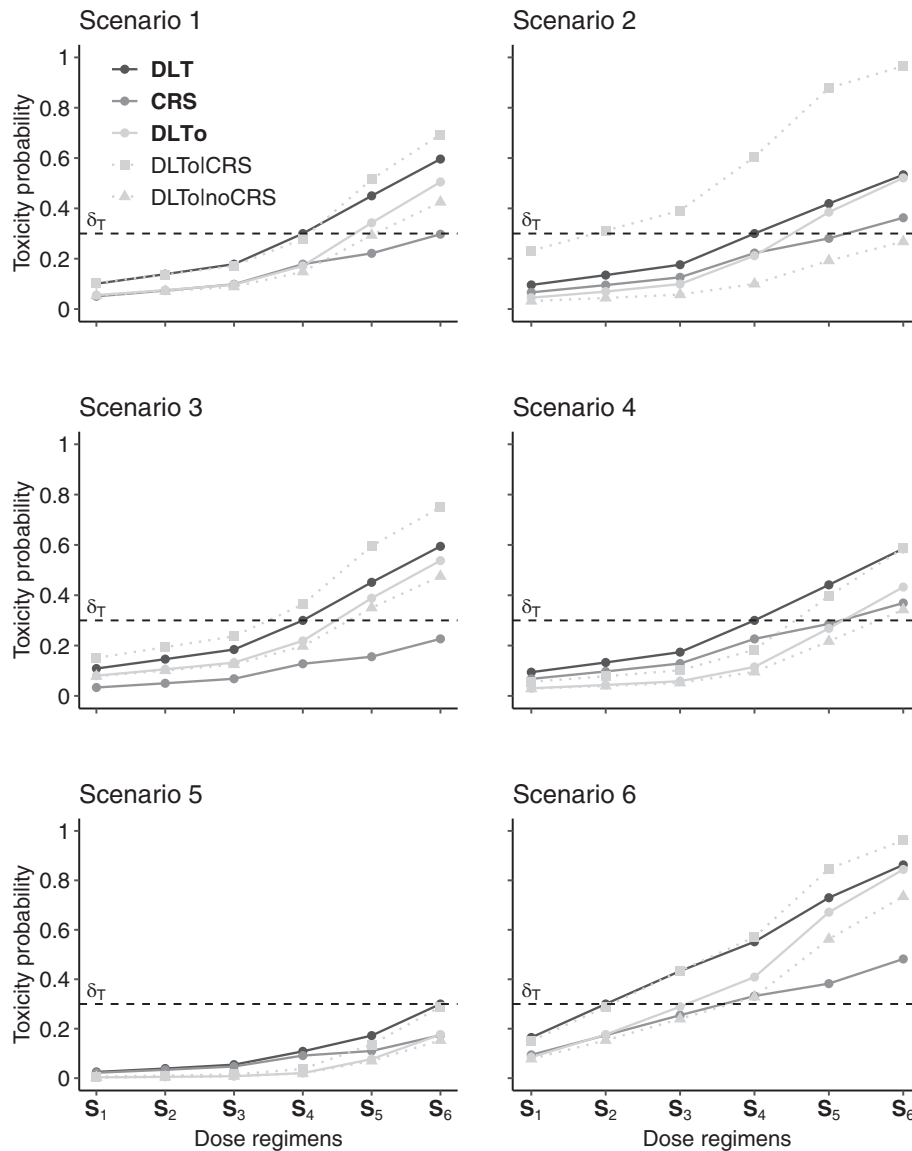 Scenario 1
Scenario 2
Toxicity probability
1
0.8
0.6
0.4
0.2
0
DLT
CRS
DLTo
DLTo|CRS
DLTo|noCRS
δT
δT
Scenario 3
Scenario 4
Toxicity probability
1
0.8
0.6
0.4
0.2
0
δT
δT
Scenario 5
Scenario 6
Toxicity probability
1
0.8
0.6
0.4
0.2
0
δT
δT
S1 S2 S3 S4 S5 S6
S1 S2 S3 S4 S5 S6
Dose regimens
Dose regimens